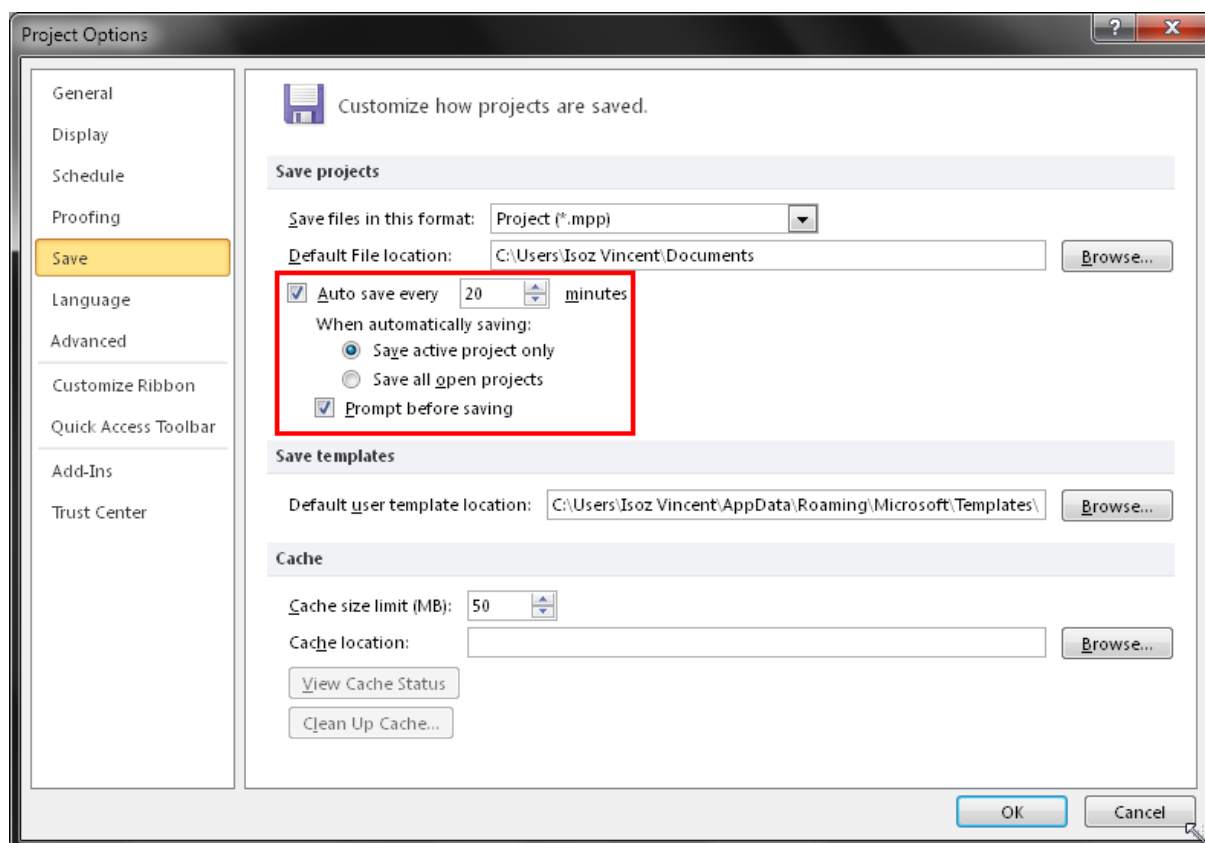 Project Options
?
X
General
Display
Schedule
Proofing
Save
Language
Advanced
Customize Ribbon
Quick Access Toolbar
Add-Ins
Trust Center
Customize how projects are saved.
Save projects
Save files in this format: Project (*.mpp)
Default File location: C:\Users\Isoz Vincent\Documents Browse...
Auto save every 20 minutes
When automatically saving:
Save active project only
Save all open projects
Prompt before saving
Save templates
Default user template location: C:\Users\Isoz Vincent\AppData\Roaming\Microsoft\Templates\ Browse...
Cache
Cache size limit (MB): 50
Cache location: Browse...
View Cache Status
Clean Up Cache...
OK Cancel